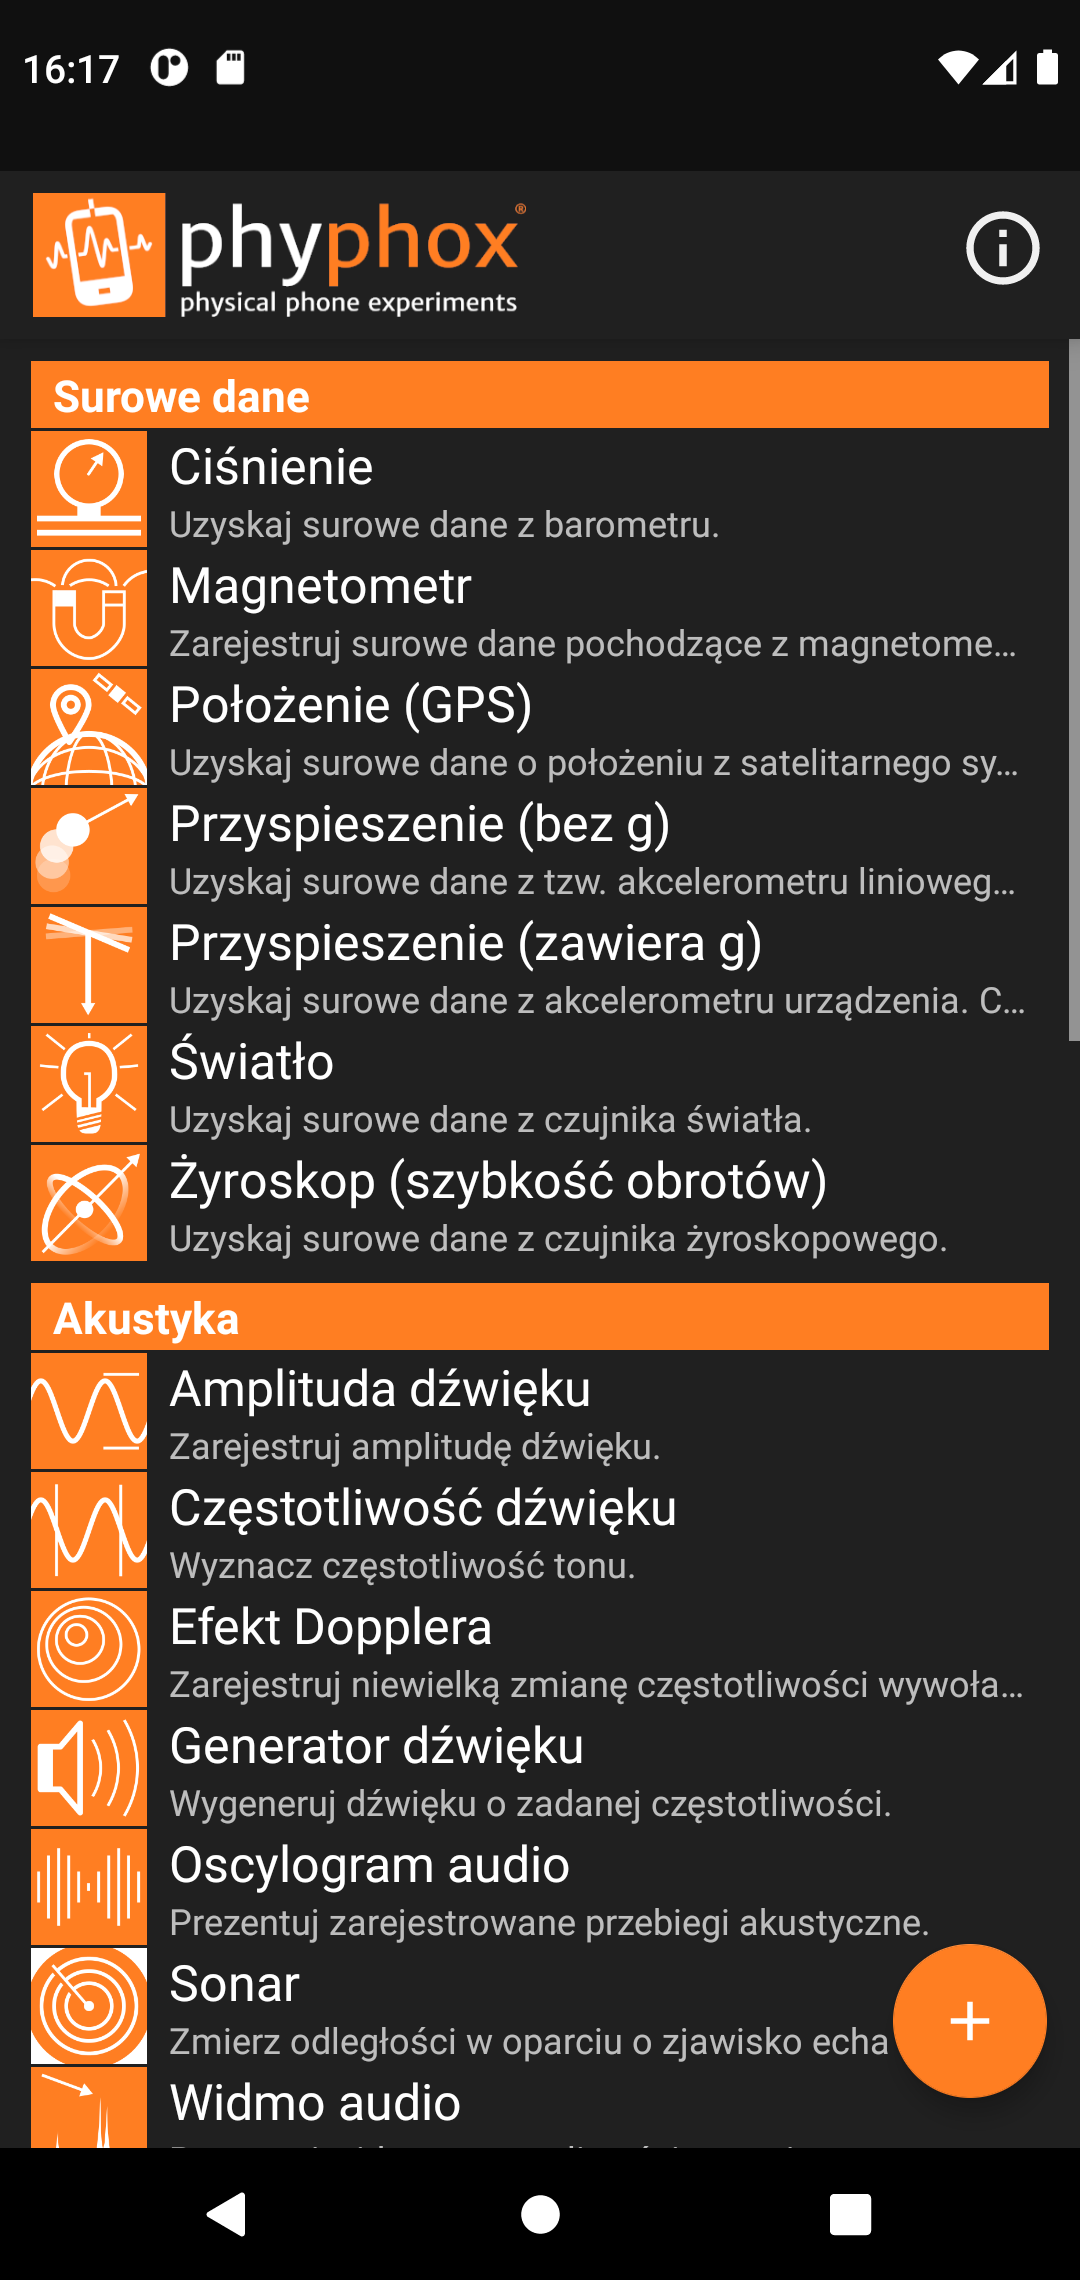 16:17
phyphox®
physical phone experiments
Surowe dane
Ciśnienie
Uzyskaj surowe dane z barometru.
Magnetometr
Zarejestruj surowe dane pochodzące z magnetome...
Położenie (GPS)
Uzyskaj surowe dane o położeniu z satelitarnego sy...
Przyspieszenie (bez g)
Uzyskaj surowe dane z tzw. akcelerometru linioweg...
Przyspieszenie (zawiera g)
Uzyskaj surowe dane z akcelerometru urządzenia. C...
Światło
Uzyskaj surowe dane z czujnika światła.
Żyroskop (szybkość obrotów)
Uzyskaj surowe dane z czujnika żyroskopowego.
Akustyka
Amplituda dźwięku
Zarejestruj amplitudę dźwięku.
Częstotliwość dźwięku
Wyznacz częstotliwość tonu.
Efekt Dopplera
Zarejestruj niewielką zmianę częstotliwości wywoła...
Generator dźwięku
Wygeneruj dźwięku o zadanej częstotliwości.
Oscylogram audio
Prezentuj zarejestrowane przebiegi akustyczne.
Sonar
Zmierz odległości w oparciu o zjawisko echa
Widmo audio